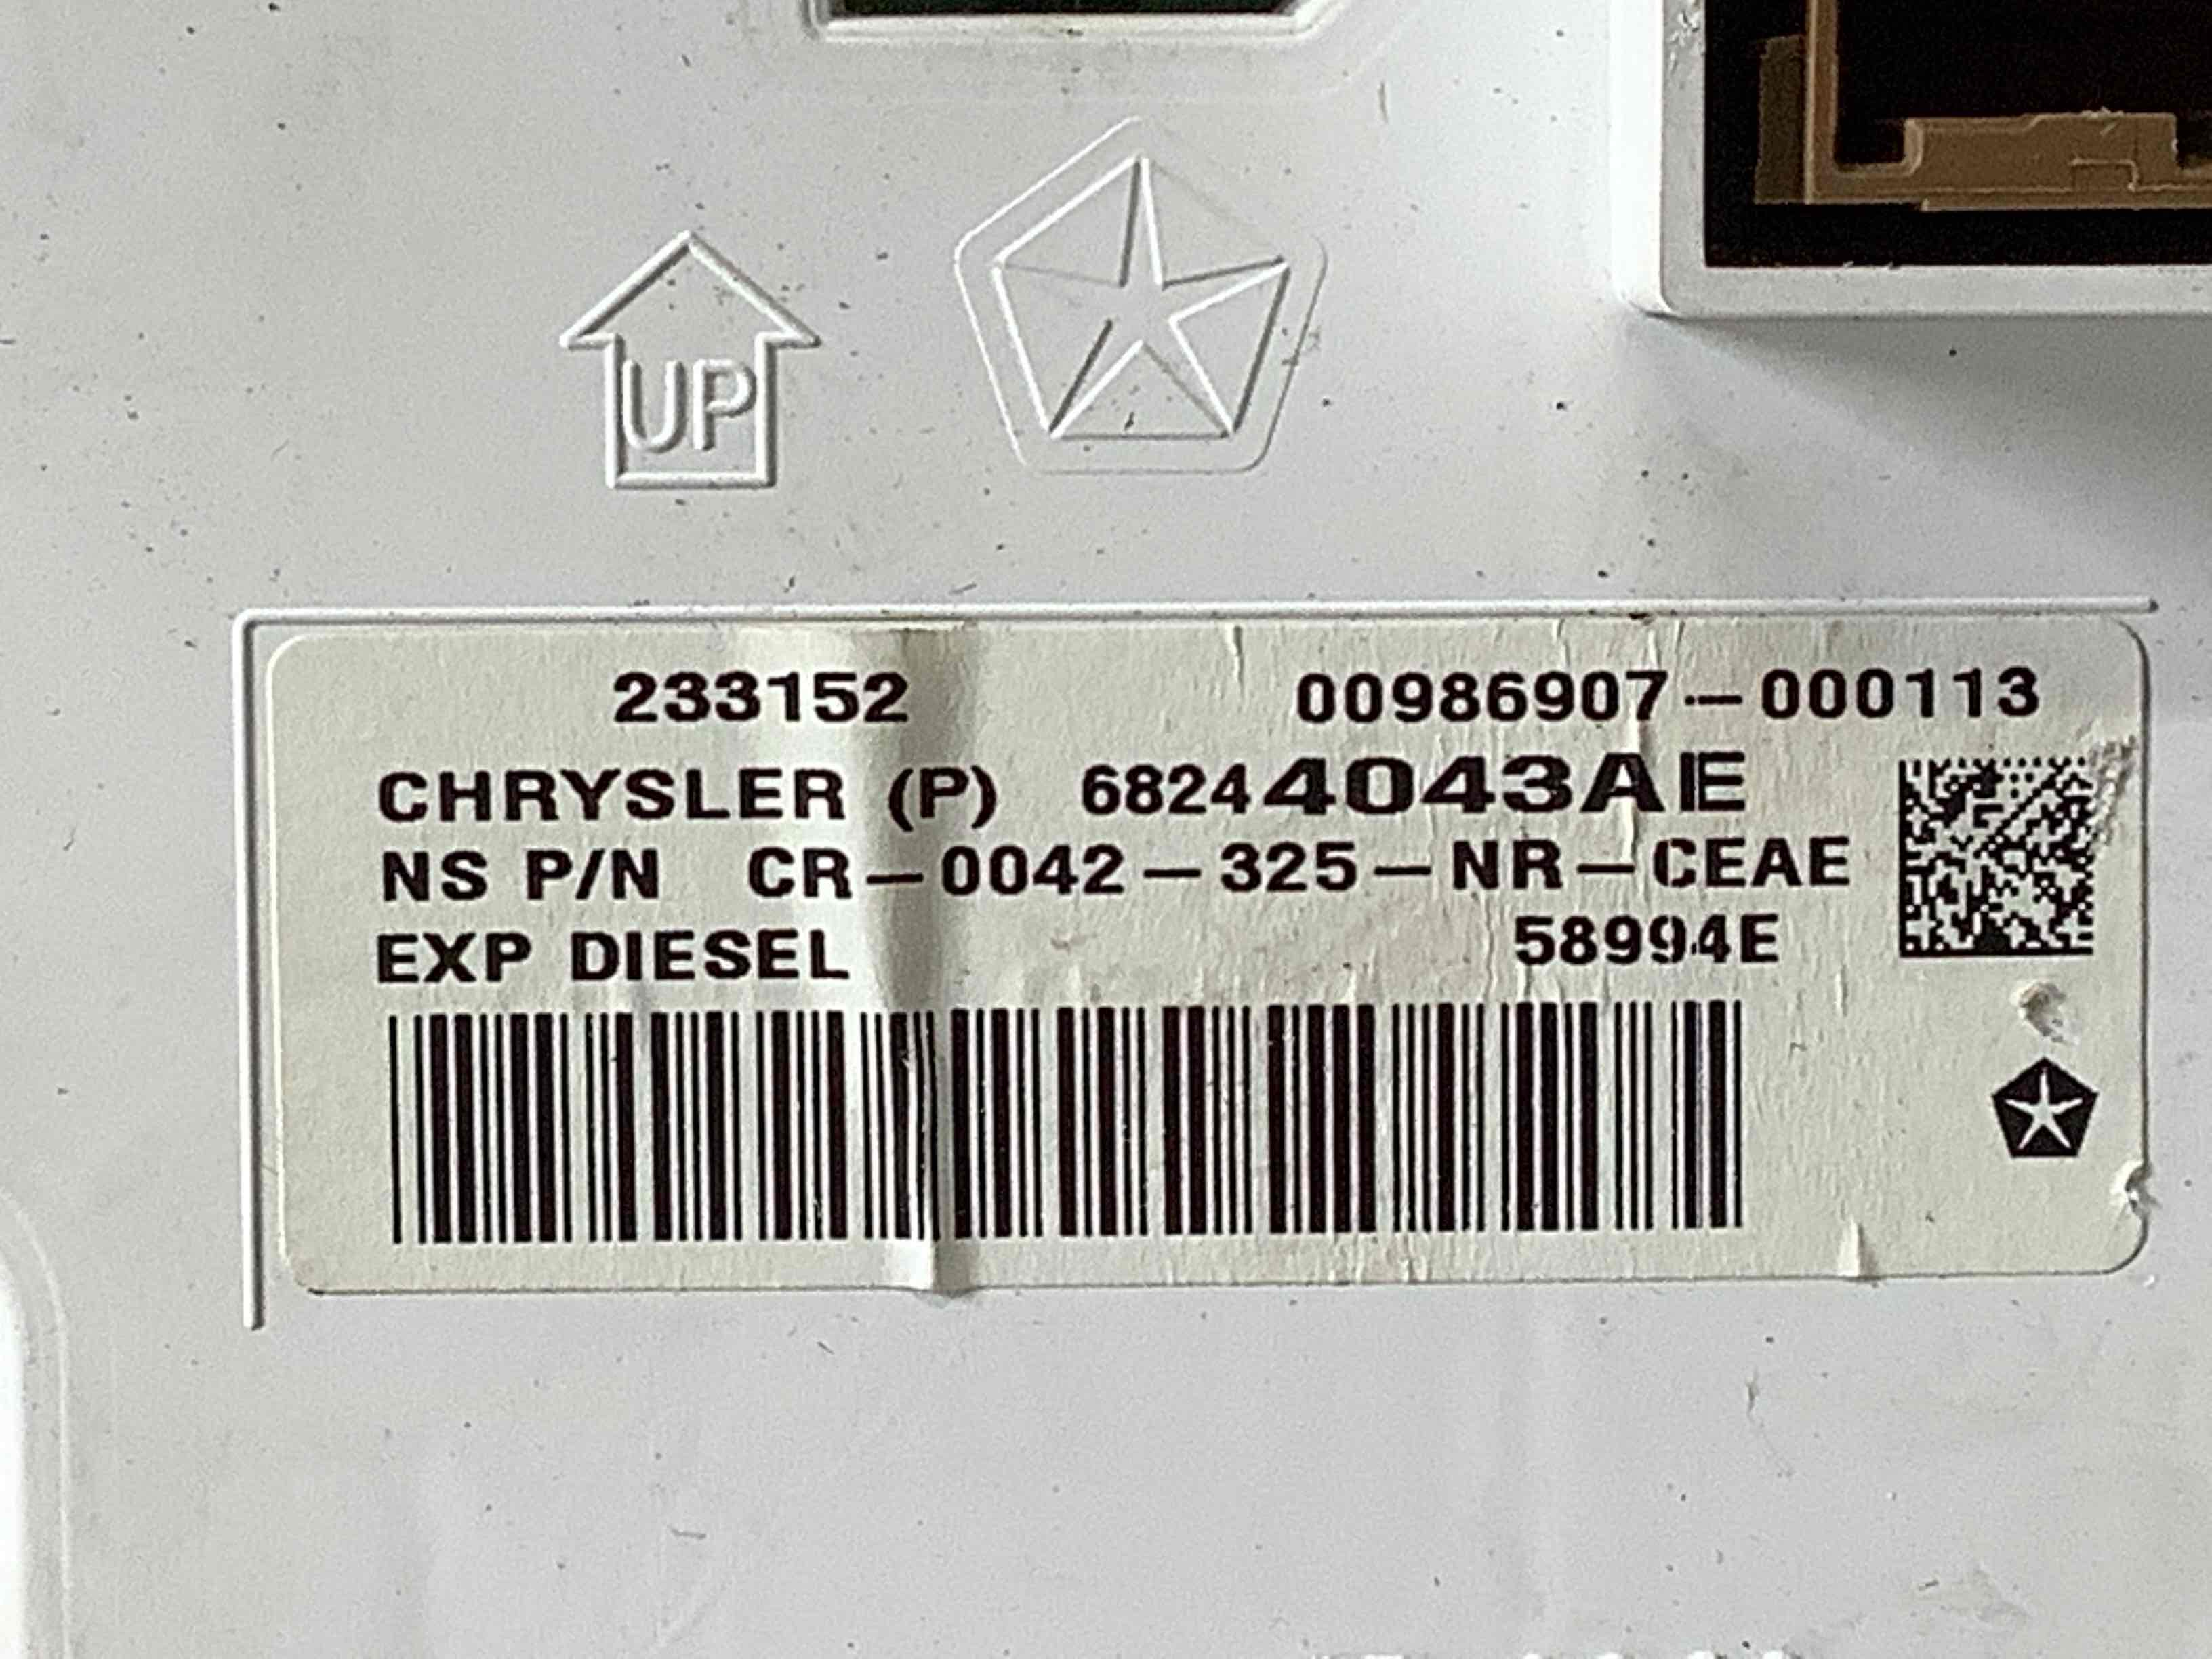 UP
233152 00986907-000113
CHRYSLER (P) 68244043AE
NS P/N CR-0042-325-NR-CEAE
EXP DIESEL 58994E